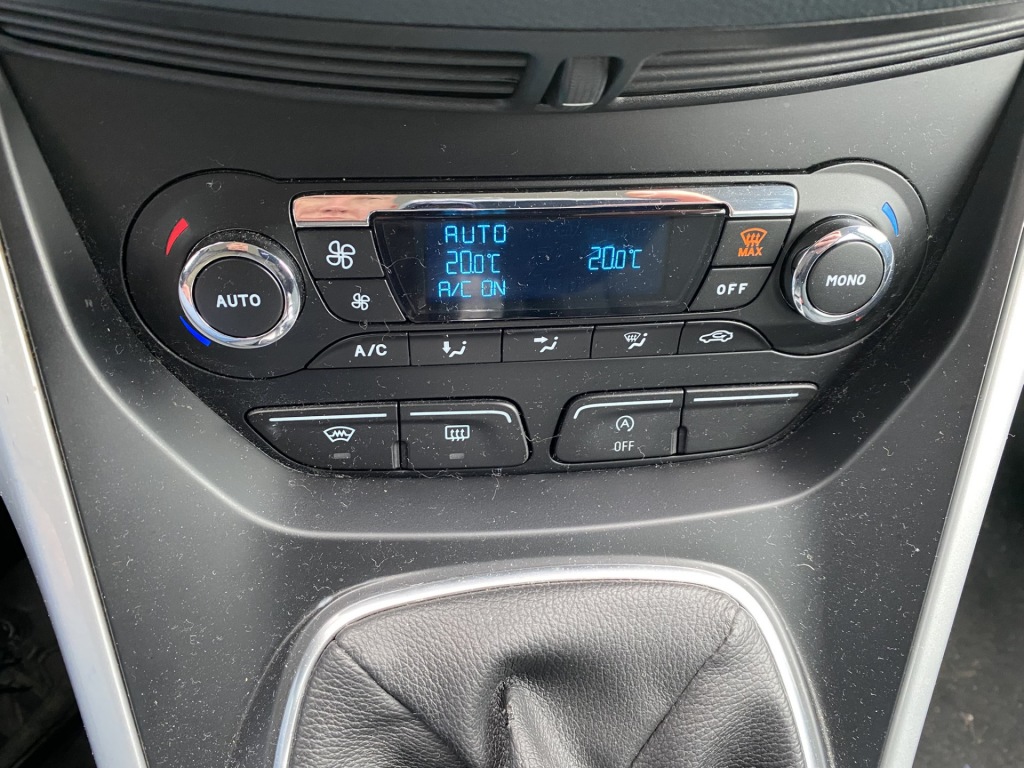 AUTO
AUTO
20.0°C
20.0°C
A/C ON
MAX
OFF
MONO
A/C
A
OFF